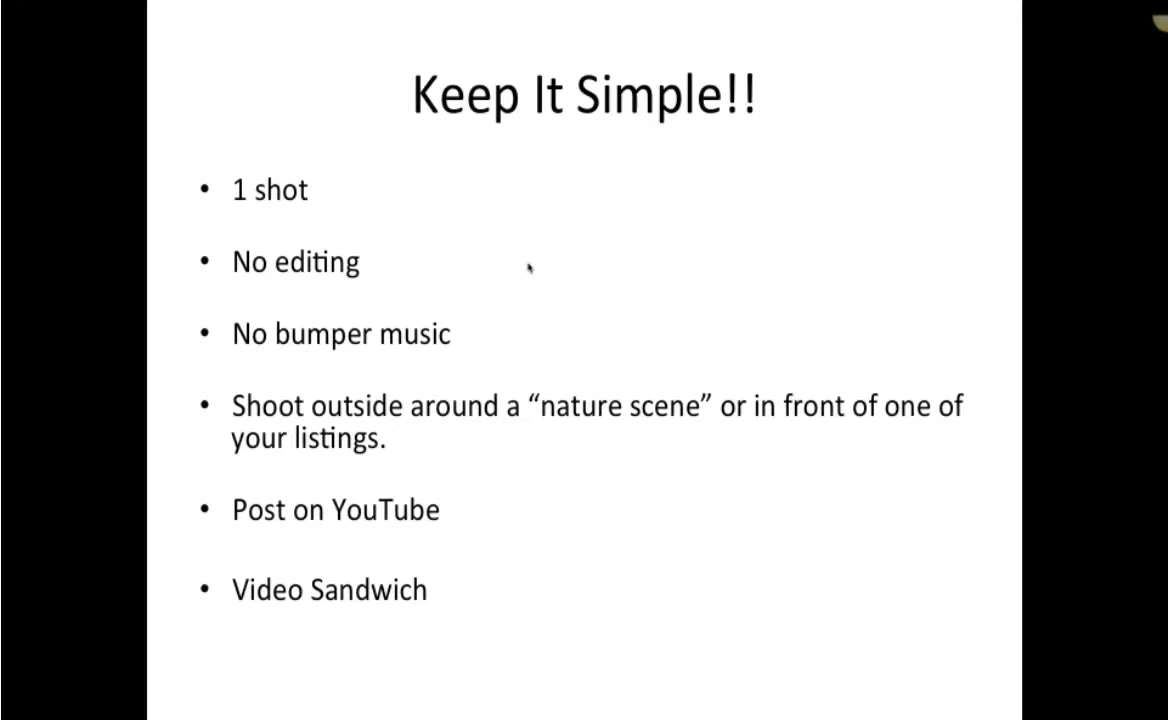 Keep It Simple!!
• 1 shot
• No editing
• No bumper music
• Shoot outside around a “nature scene” or in front of one of
your listings.
• Post on YouTube
• Video Sandwich